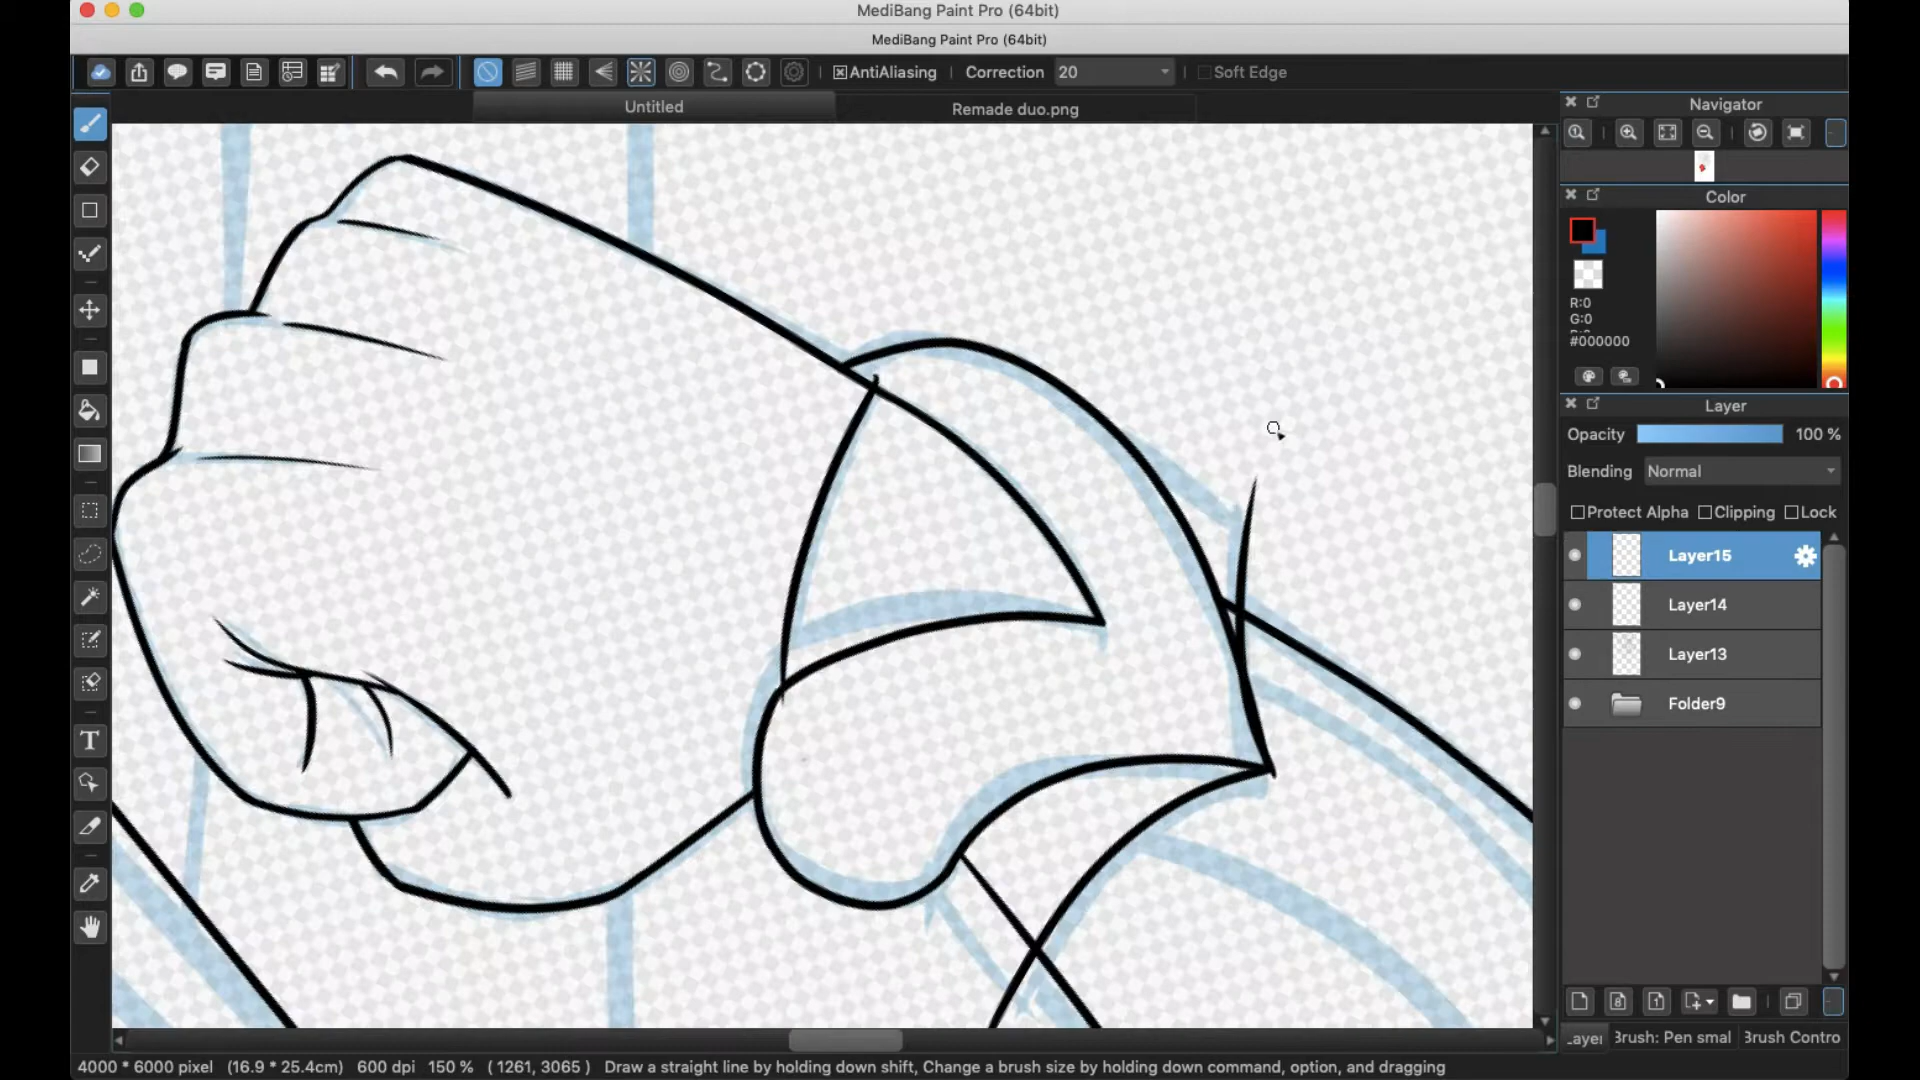 MediBang Paint Pro (64bit)
MediBang Paint Pro (64bit)
AntiAliasing Correction 20 Soft Edge
Untitled
Remade duo.png
Navigator
Color
R:0
G:0
#000000
Layer
Opacity 100 %
Blending Normal
Protect Alpha Clipping Lock
Layer15
Layer14
Layer13
Folder9
T
8
1
Brush: Pen smal
4000 * 6000 pixel (16.9 * 25.4cm) 600 dpi 150 % ( 1261, 3065 ) Draw a straight line by holding down shift, Change a brush size by holding down command, option, and dragging